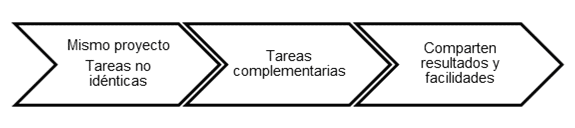 Mismo proyecto
Tareas no
idénticas
Tareas
complementarias
Comparten
resultados y
facilidades